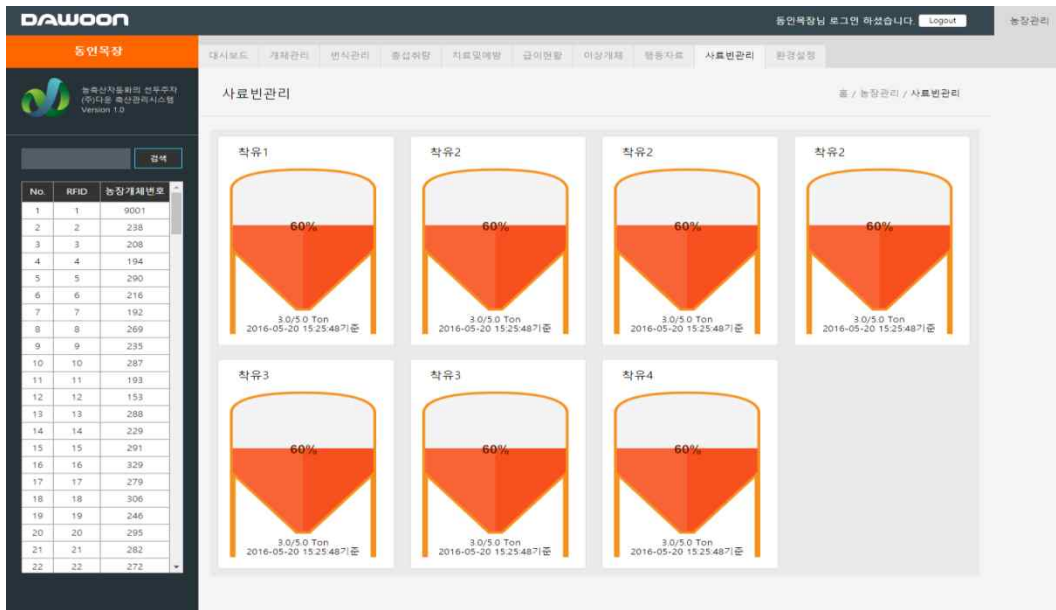 DAWOON
동인목장님 로그인 하셨습니다. Logout
농장관리
동인목장
대시보드 개체관리 번식관리 총섭취량 치료및예방 급이현황 이상개체 행동자료 사료빈관리 환경설정
농축산자동화의 선두주자
(주)다운 축산관리시스템
Version 1.0
사료빈관리
홈 / 농장관리 / 사료빈관리
검색
No. RFID 농장개체번호
1 1 9001
2 2 238
3 3 208
4 4 194
5 5 290
6 6 216
7 7 192
8 8 269
9 9 235
10 10 287
11 11 193
12 12 153
13 13 288
14 14 229
15 15 291
16 16 329
17 17 279
18 18 306
19 19 246
20 20 295
21 21 282
22 22 272
착유1
60%
3.0/5.0 Ton
2016-05-20 15:25:48기준
착유2
60%
3.0/5.0 Ton
2016-05-20 15:25:48기준
착유2
60%
3.0/5.0 Ton
2016-05-20 15:25:48기준
착유2
60%
3.0/5.0 Ton
2016-05-20 15:25:48기준
착유3
60%
3.0/5.0 Ton
2016-05-20 15:25:48기준
착유3
60%
3.0/5.0 Ton
2016-05-20 15:25:48기준
착유4
60%
3.0/5.0 Ton
2016-05-20 15:25:48기준